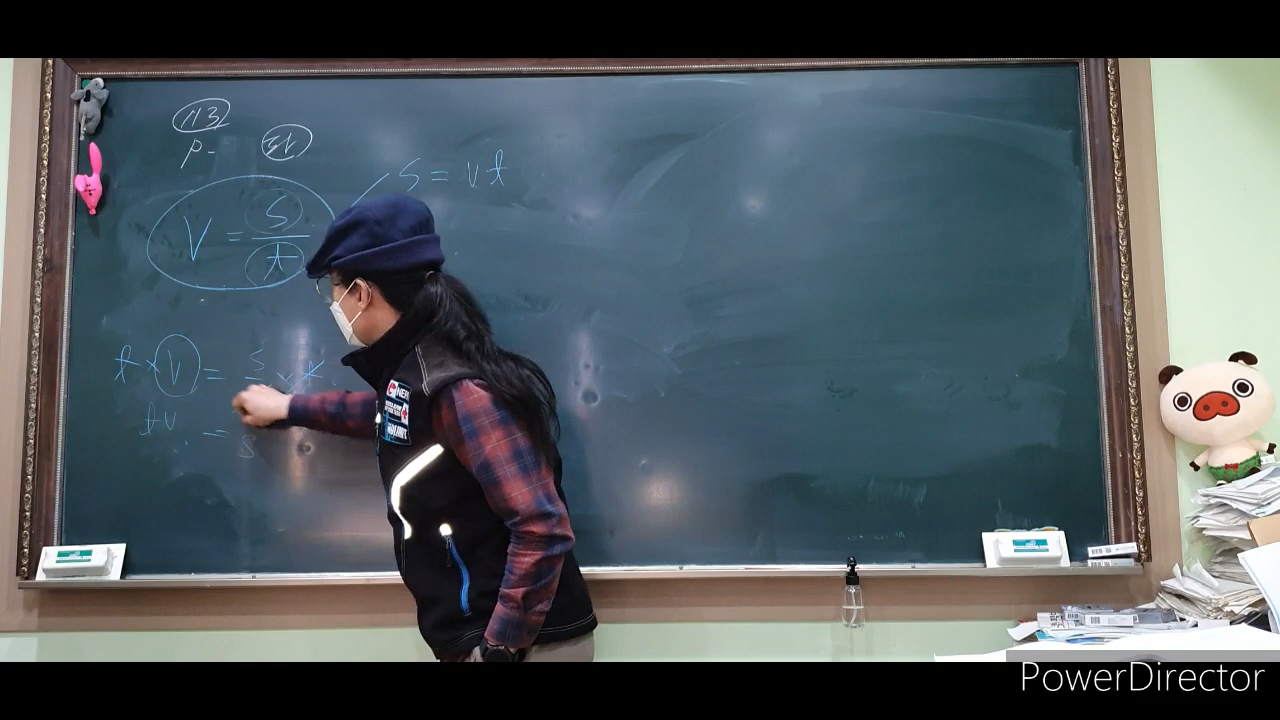 113
P-
V = S/t
S = vt
t × V = S/t × t
tv = S
PowerDirector